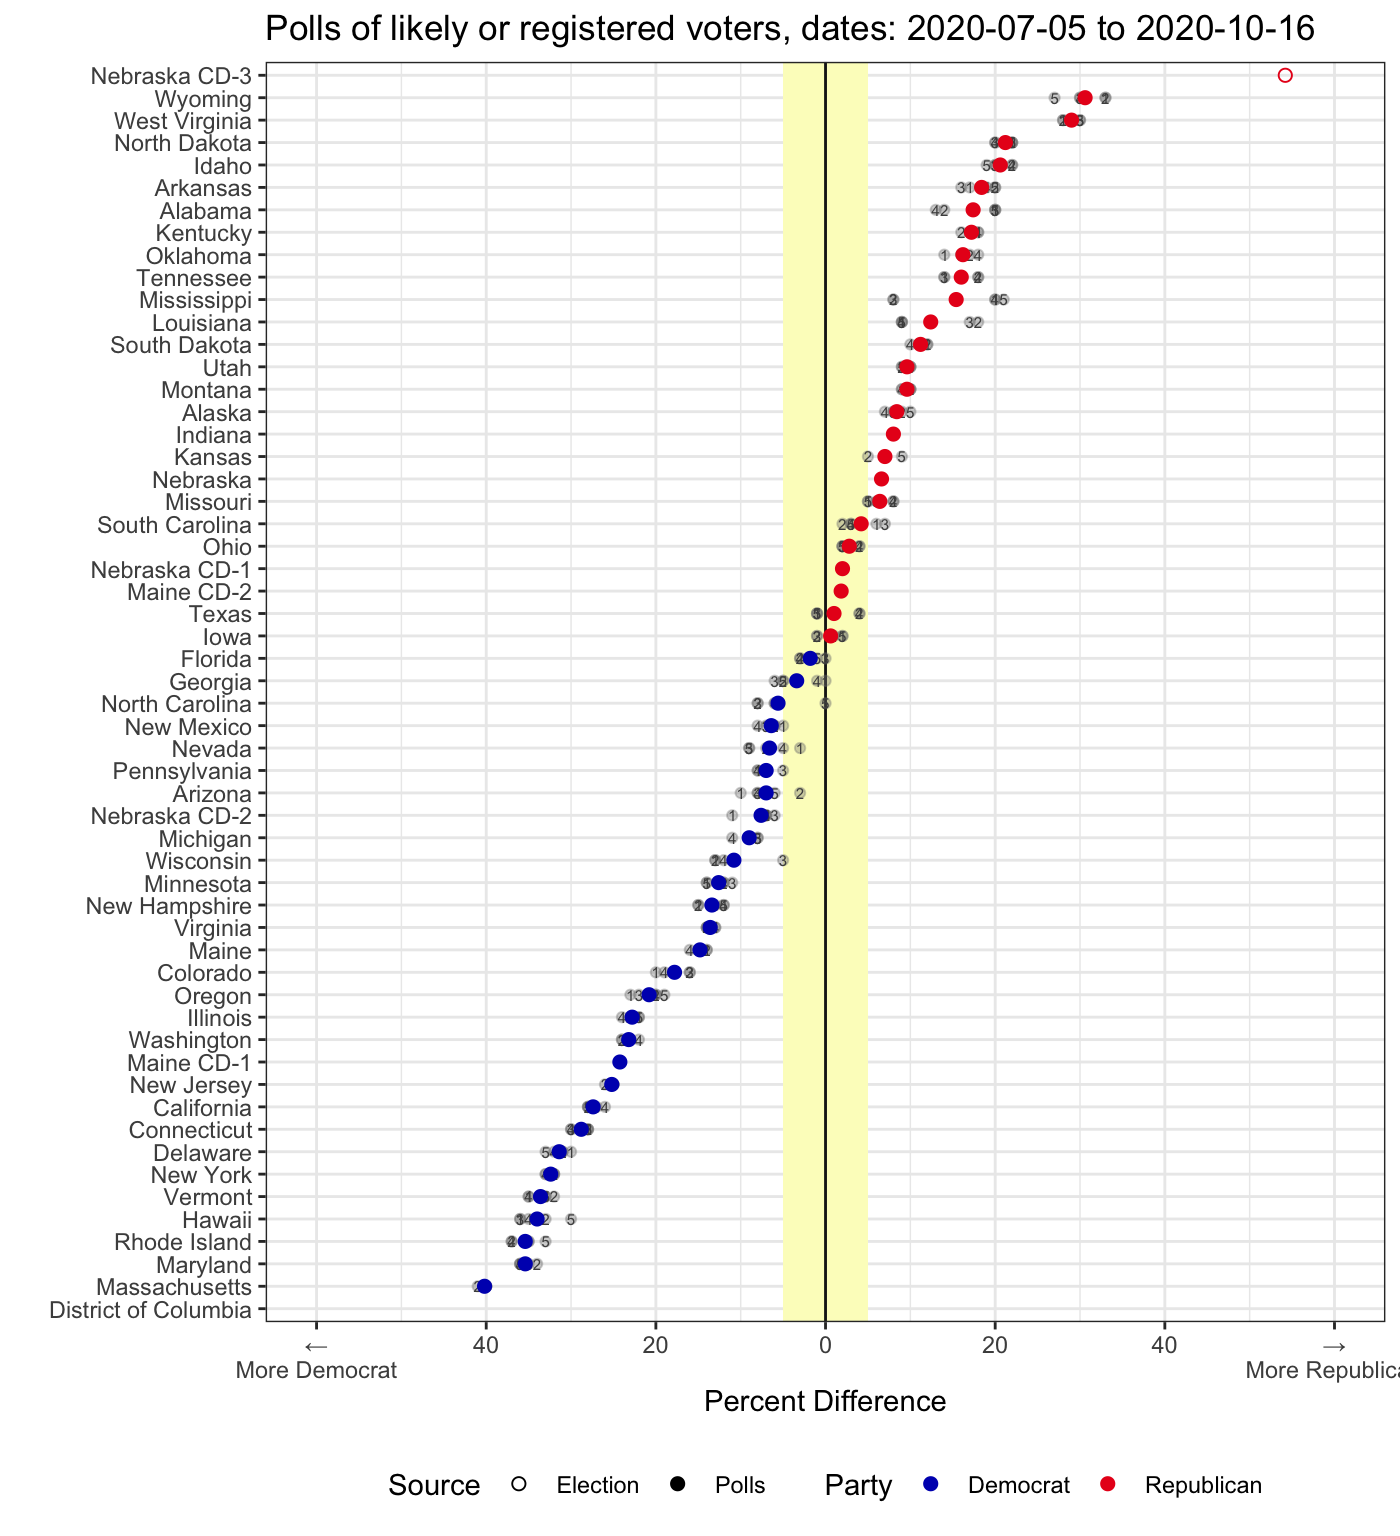 Polls of likely or registered voters, dates: 2020-07-05 to 2020-10-16
Nebraska CD-3
Wyoming
West Virginia
North Dakota
Idaho
Arkansas
Alabama
Kentucky
Oklahoma
Tennessee
Mississippi
Louisiana
South Dakota
Utah
Montana
Alaska
Indiana
Kansas
Nebraska
Missouri
South Carolina
Ohio
Nebraska CD-1
Maine CD-2
Texas
Iowa
Florida
Georgia
North Carolina
New Mexico
Nevada
Pennsylvania
Arizona
Nebraska CD-2
Michigan
Wisconsin
Minnesota
New Hampshire
Virginia
Maine
Colorado
Oregon
Illinois
Washington
Maine CD-1
New Jersey
California
Connecticut
Delaware
New York
Vermont
Hawaii
Rhode Island
Maryland
Massachusetts
District of Columbia
← 40 20 0 20 40 →
More Democrat More Republica
Percent Difference
Source Election Polls Party Democrat Republican